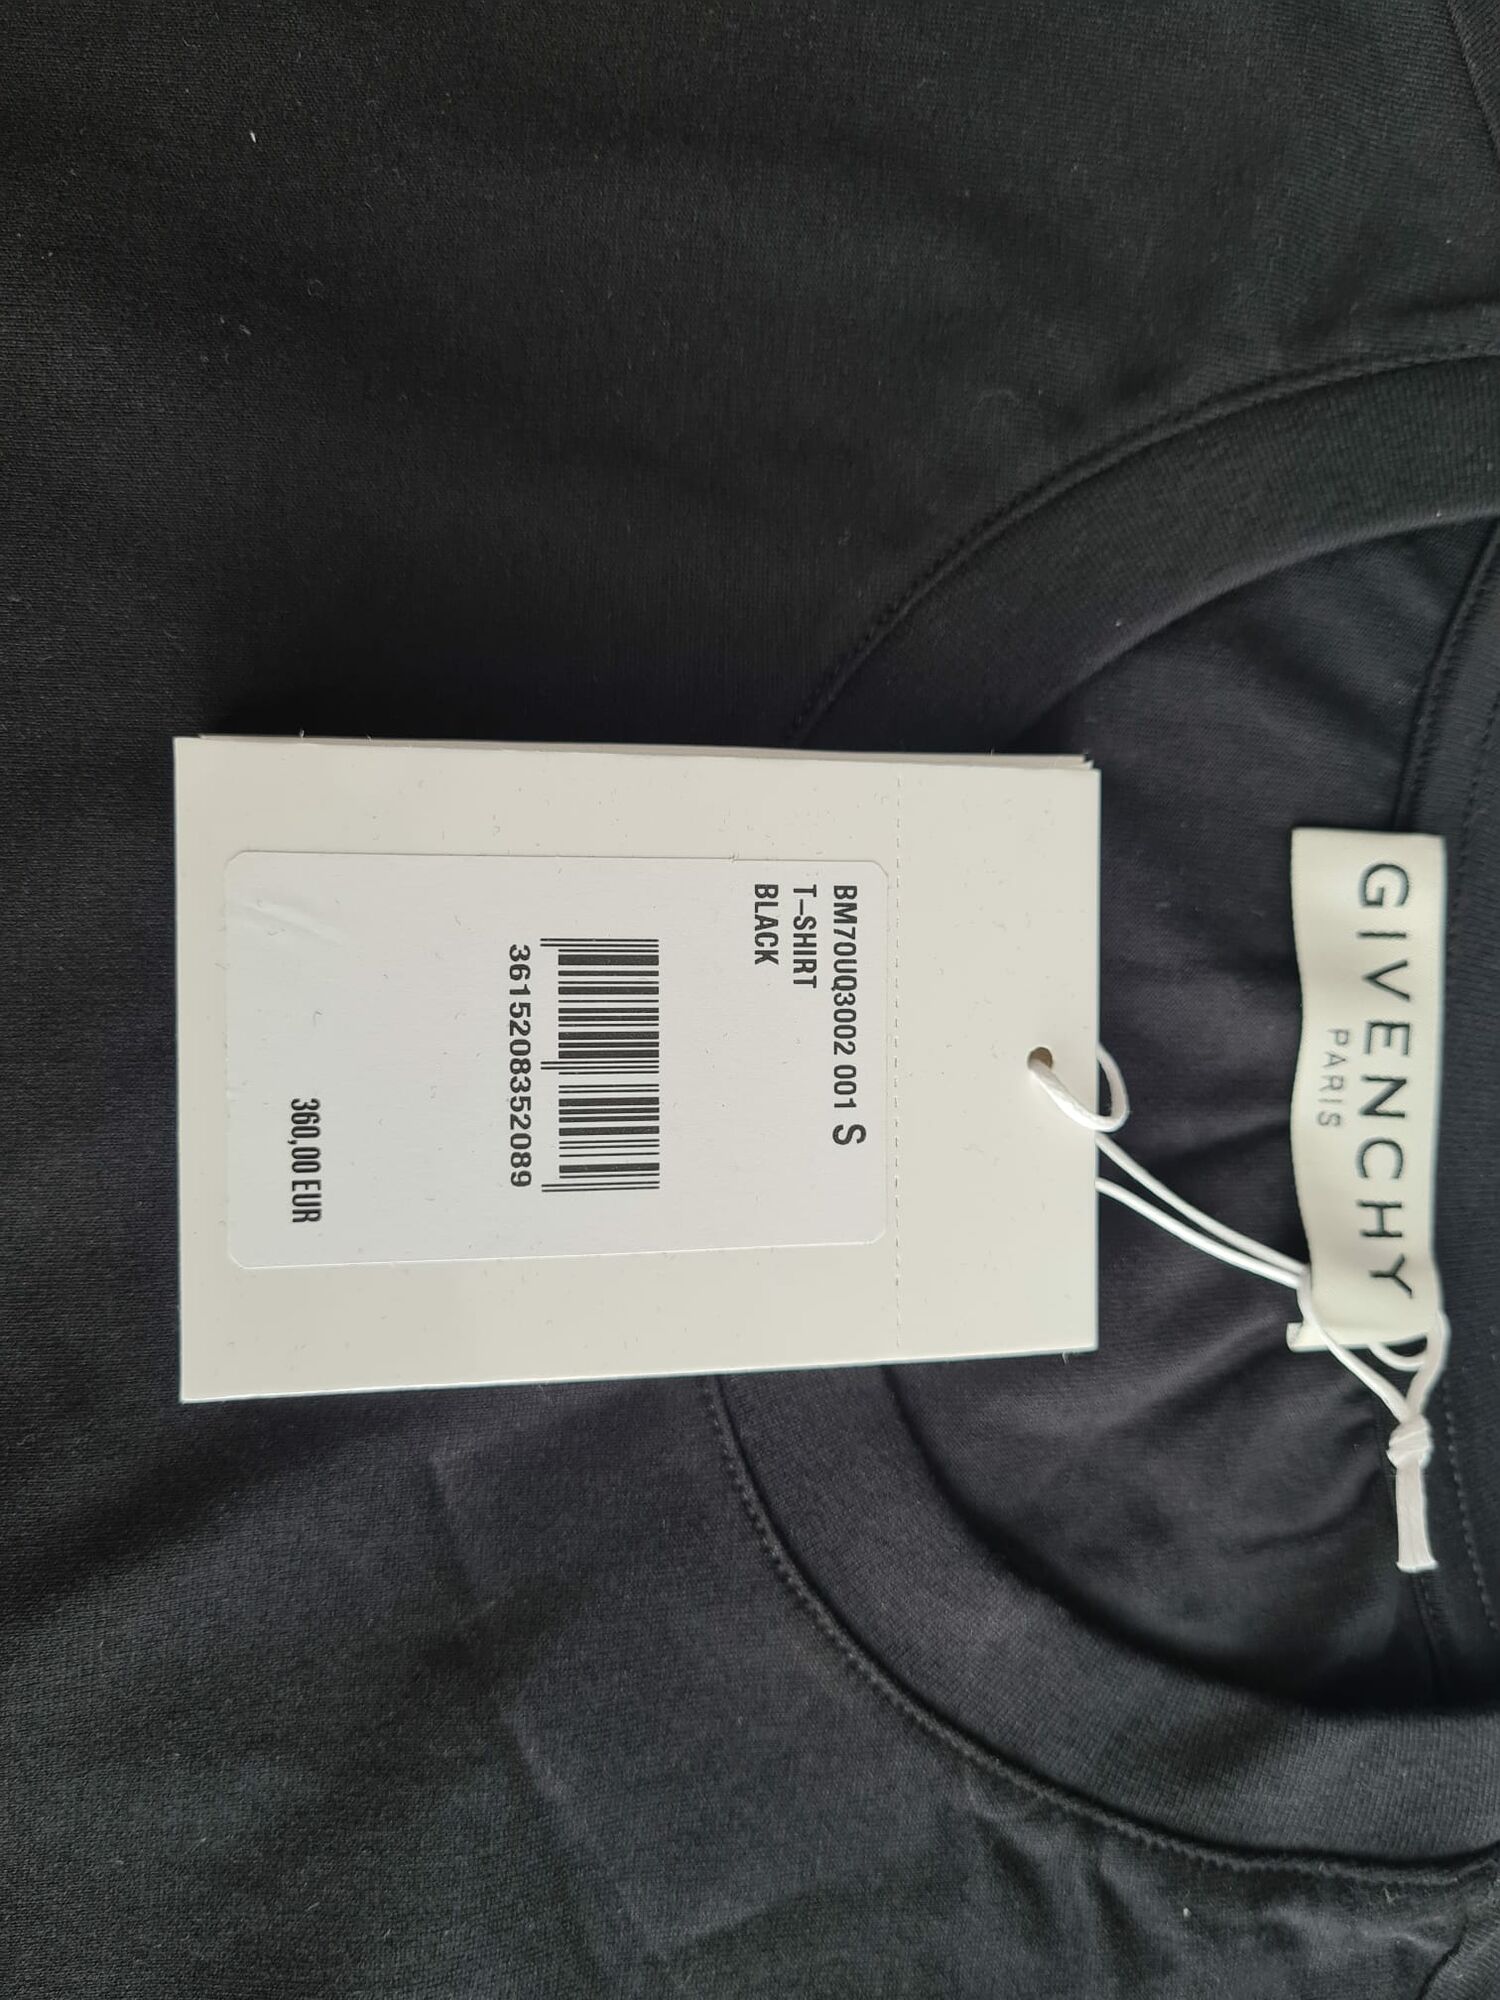 GIVENCHY
PARIS
BM70UQ3002 001 S
T-SHIRT
BLACK
3615208352089
360,00 EUR